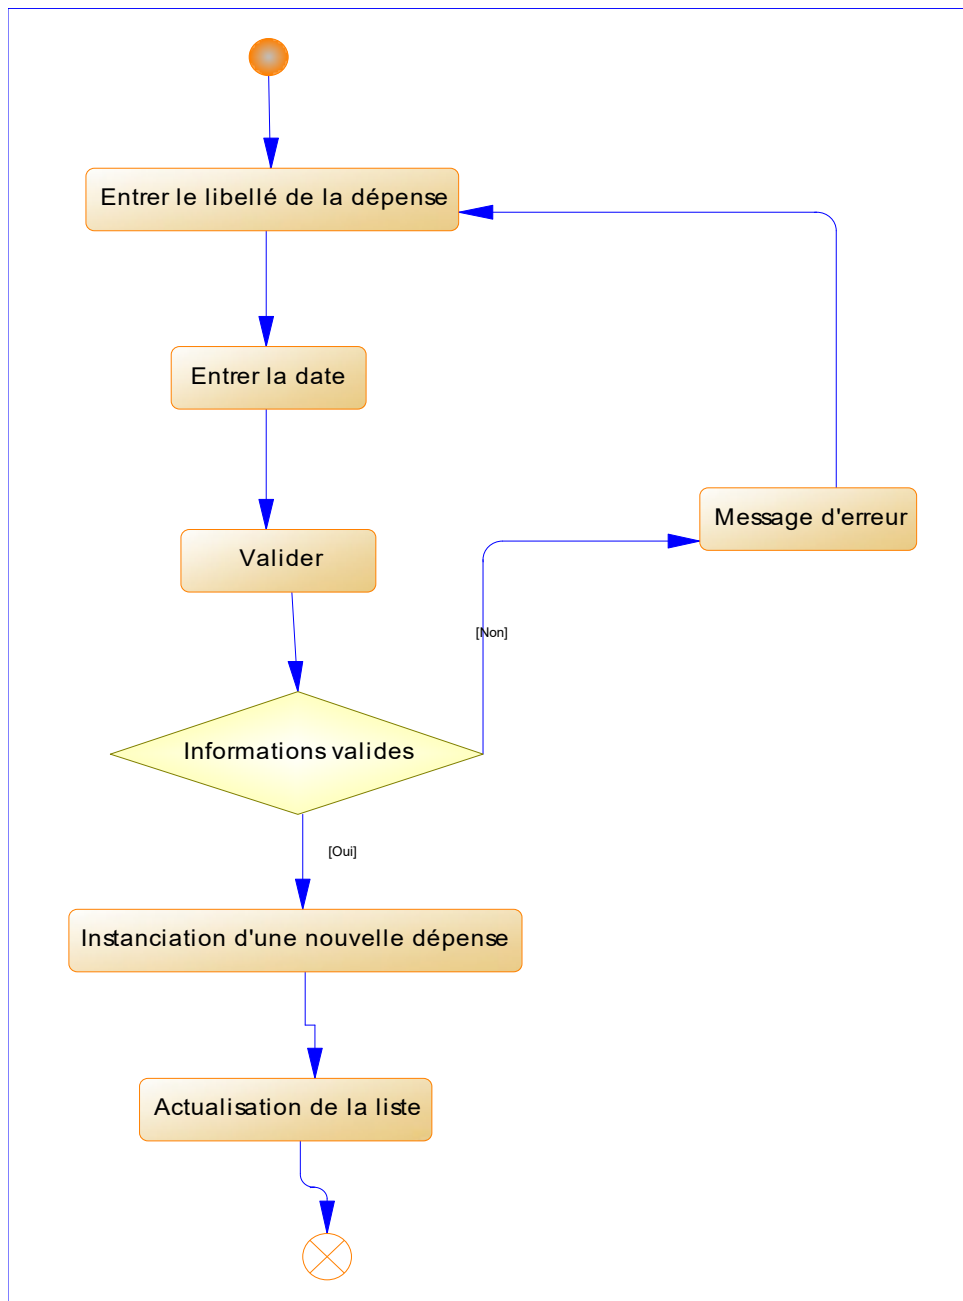 Entrer le libellé de la dépense
Entrer la date
Message d'erreur
Valider
[Non]
Informations valides
[Oui]
Instanciation d'une nouvelle dépense
Actualisation de la liste